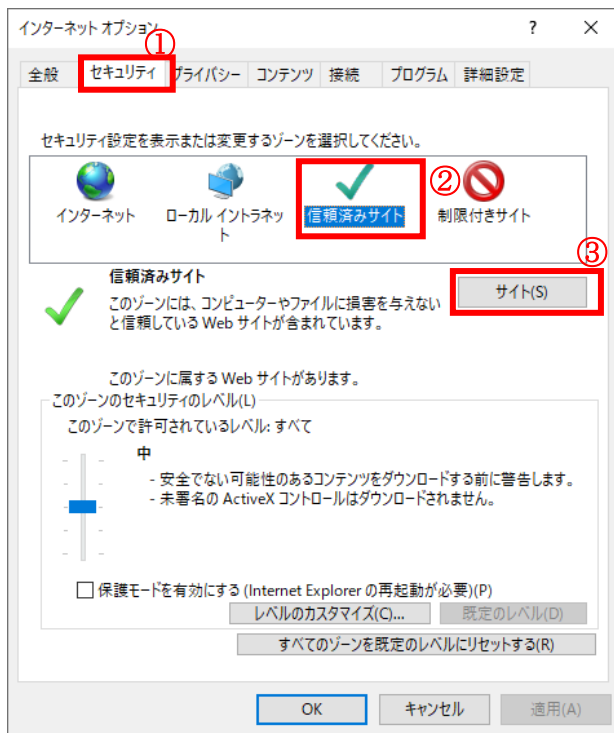 インターネット オプション
? ×
①
全般 セキュリティ プライバシー コンテンツ 接続 プログラム 詳細設定
セキュリティ設定を表示または変更するゾーンを選択してください。
②
インターネット ローカル イントラネット 信頼済みサイト 制限付きサイト
③
信頼済みサイト
サイト(S)
このゾーンには、コンピューターやファイルに損害を与えない
と信頼している Web サイトが含まれています。
このゾーンに属する Web サイトがあります。
このゾーンのセキュリティのレベル(L)
このゾーンで許可されているレベル: すべて
中
- 安全でない可能性のあるコンテンツをダウンロードする前に警告します。
- 未署名の ActiveX コントロールはダウンロードされません。
保護モードを有効にする (Internet Explorer の再起動が必要)(P)
レベルのカスタマイズ(C)... 既定のレベル(D)
すべてのゾーンを既定のレベルにリセットする(R)
OK キャンセル 適用(A)